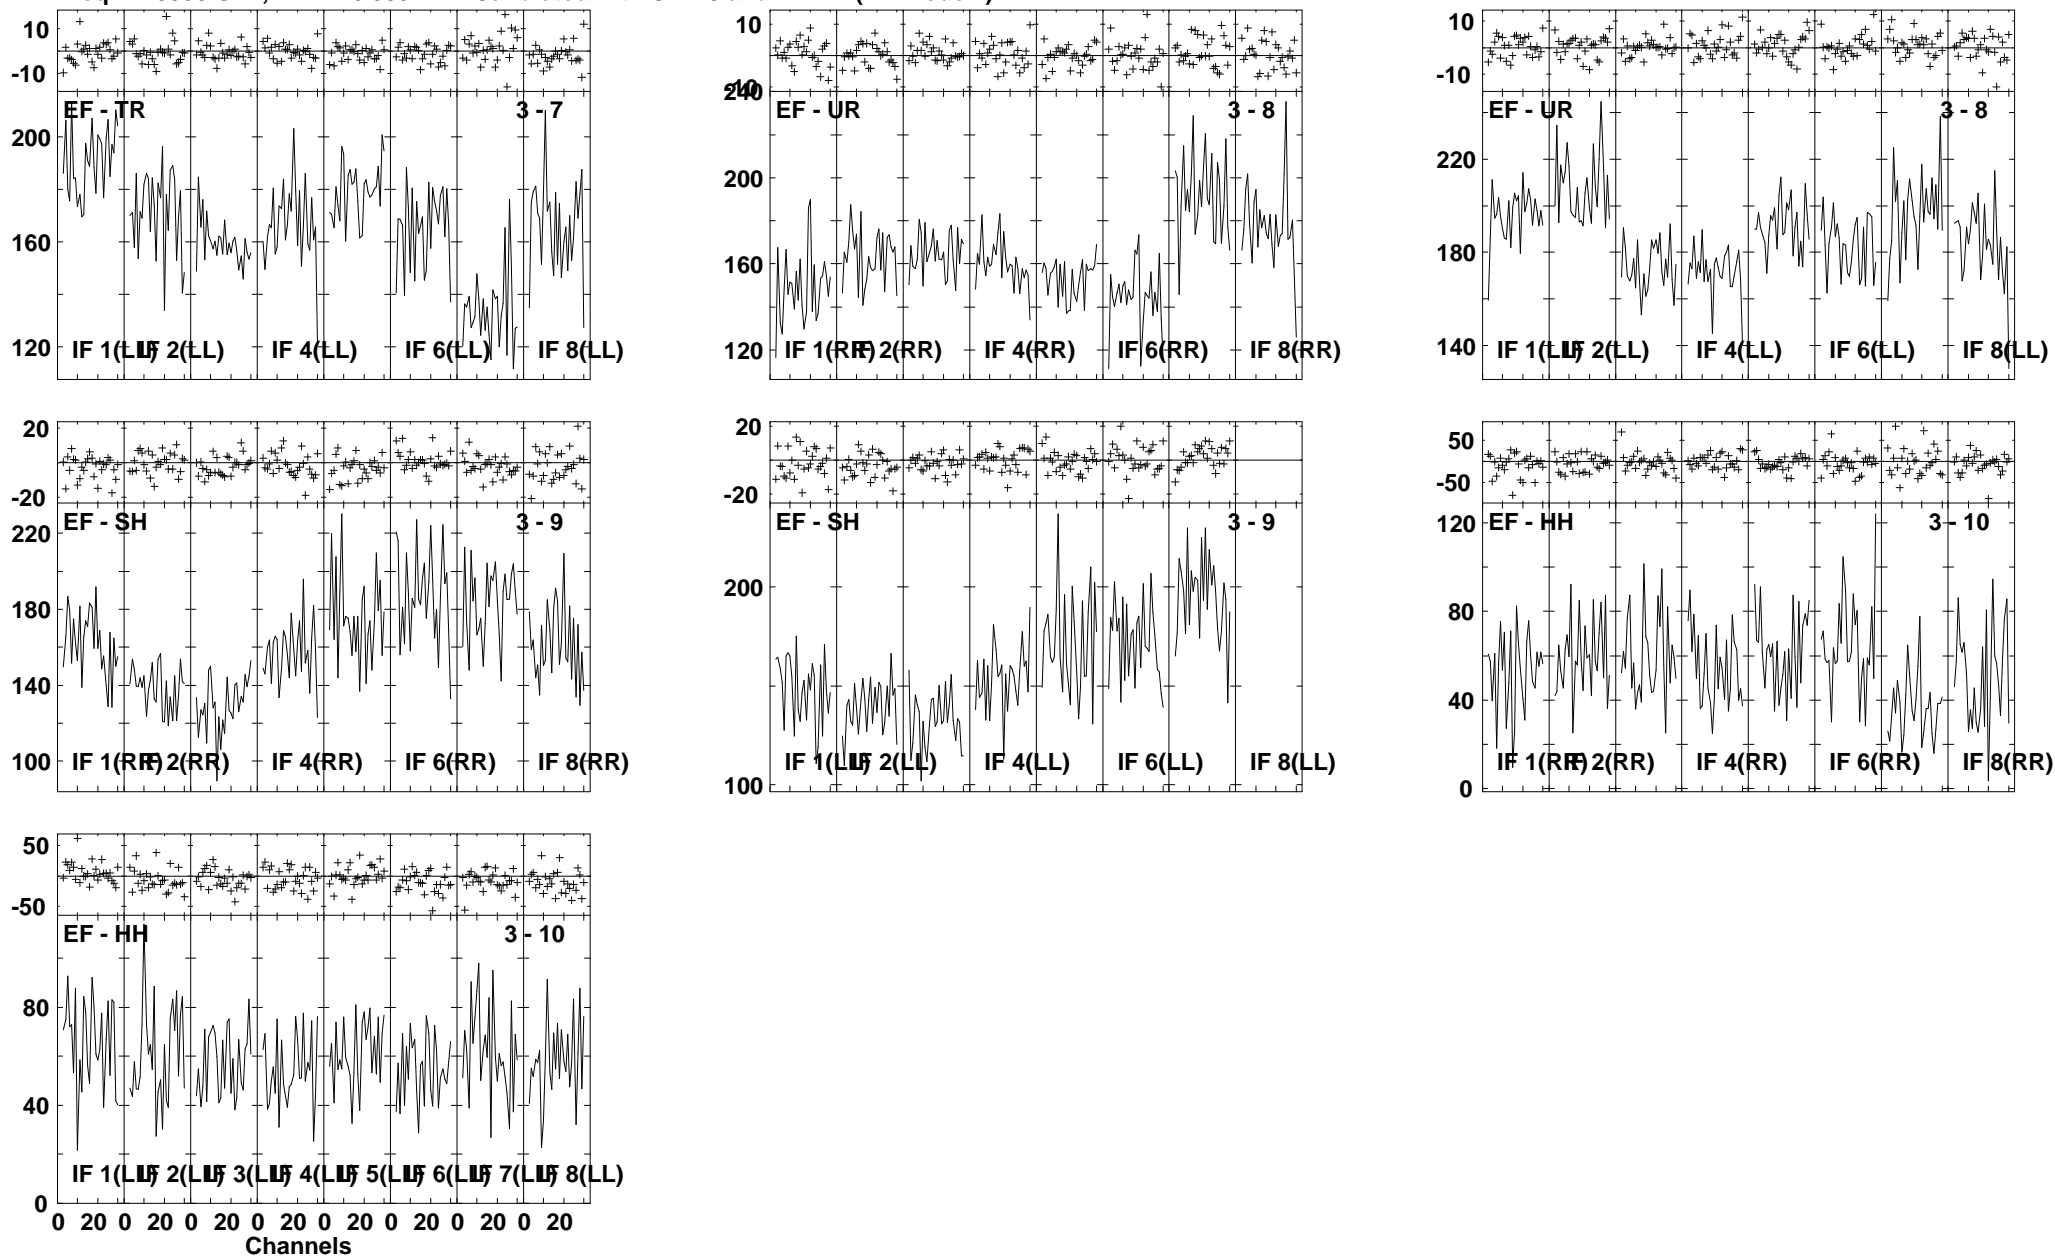 10
-10
EF - TR
3 - 7
200
160
120
IF 1(LL)
IF 2(LL)
IF 4(LL)
IF 6(LL)
IF 8(LL)
10
-10
240
EF - UR
3 - 8
200
160
120
IF 1(RR)
IF 2(RR)
IF 4(RR)
IF 6(RR)
IF 8(RR)
10
-10
EF - UR
3 - 8
220
180
140
IF 1(LL)
IF 2(LL)
IF 4(LL)
IF 6(LL)
IF 8(LL)
20
-20
EF - SH
3 - 9
220
180
140
100
IF 1(RR)
IF 2(RR)
IF 4(RR)
IF 6(RR)
IF 8(RR)
20
-20
EF - SH
3 - 9
200
100
IF 1(LL)
IF 2(LL)
IF 4(LL)
IF 6(LL)
IF 8(LL)
50
-50
EF - HH
3 - 10
120
80
40
0
IF 1(RR)
IF 2(RR)
IF 4(RR)
IF 6(RR)
IF 8(RR)
50
-50
EF - HH
3 - 10
80
40
0
IF 1(LL)
IF 2(LL)
IF 3(LL)
IF 4(LL)
IF 5(LL)
IF 6(LL)
IF 7(LL)
IF 8(LL)
0 20 0 20 0 20 0 20 0 20 0 20 0 20 0 20
Channels